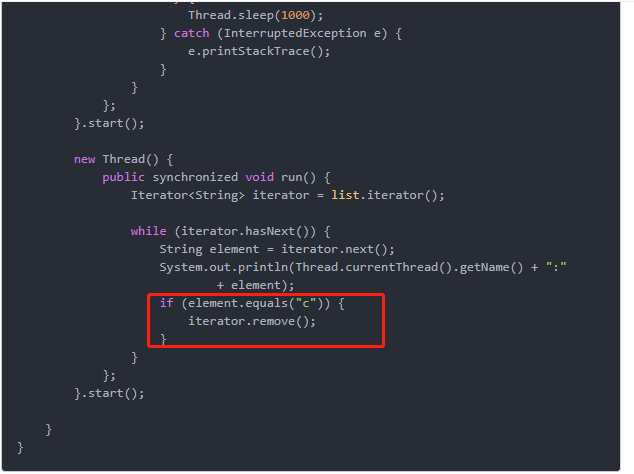 Thread.sleep(1000);
} catch (InterruptedException e) {
e.printStackTrace();
}
}
};
}.start();
new Thread() {
public synchronized void run() {
Iterator<String> iterator = list.iterator();
while (iterator.hasNext()) {
String element = iterator.next();
System.out.println(Thread.currentThread().getName() + ":"
+ element);
if (element.equals("c")) {
iterator.remove();
}
}
};
}.start();
}
}